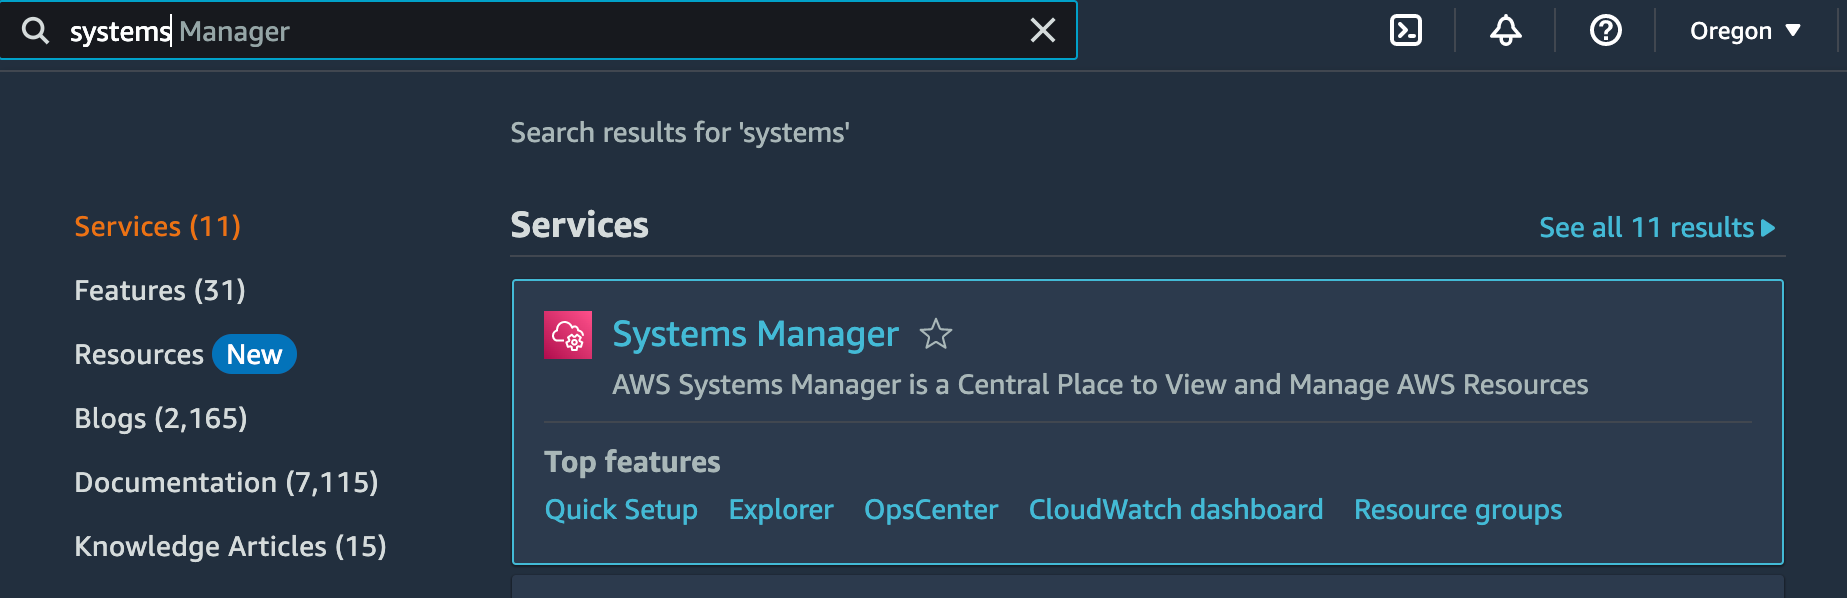 systems Manager
Oregon
Search results for 'systems'
Services (11)
Features (31)
Resources New
Blogs (2,165)
Documentation (7,115)
Knowledge Articles (15)
Services
See all 11 results
Systems Manager
AWS Systems Manager is a Central Place to View and Manage AWS Resources
Top features
Quick Setup Explorer OpsCenter CloudWatch dashboard Resource groups